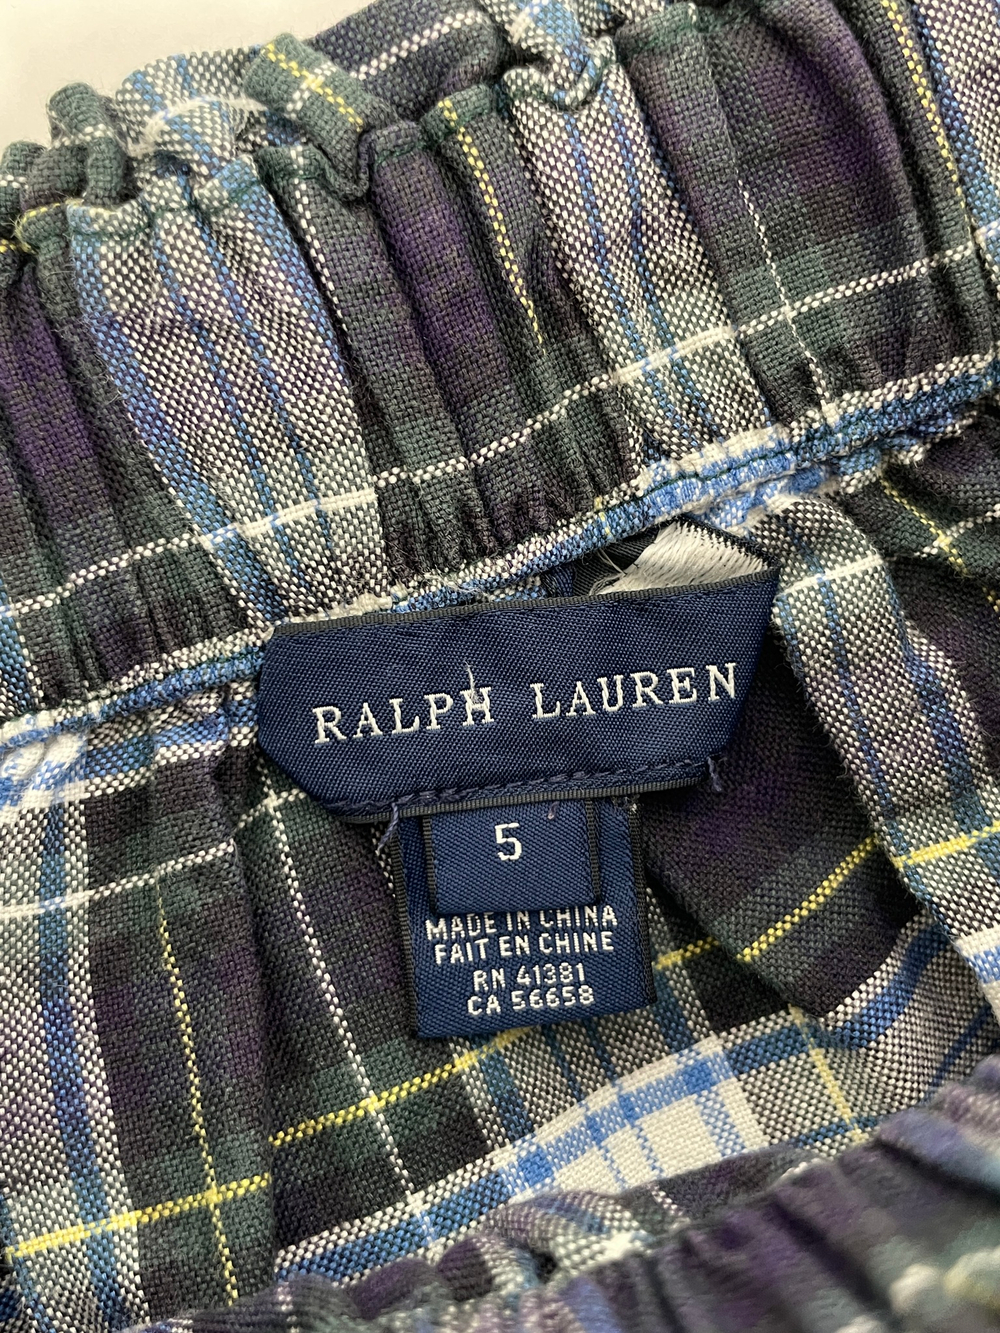 RALPH LAUREN
5
MADE IN CHINA
FAIT EN CHINE
RN 41381
CA 56658